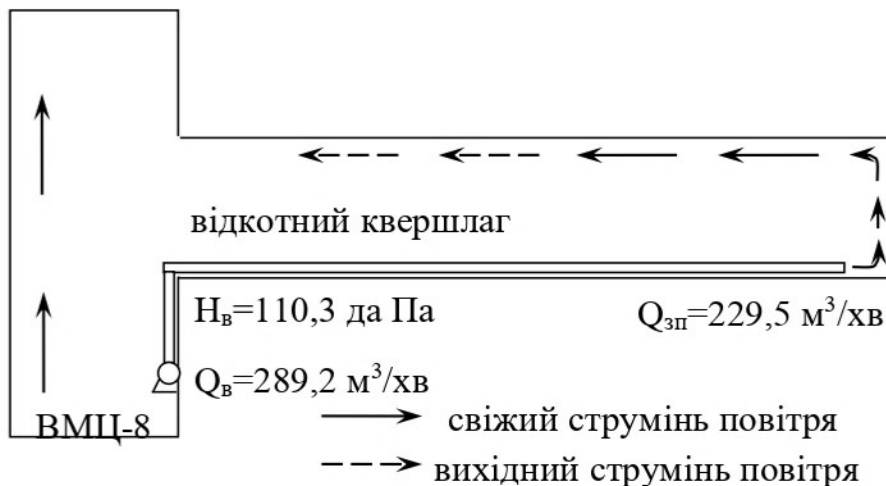 відкотний квершлаг
Hв=110,3 да Па
Qзп=229,5 м³/хв
Qв=289,2 м³/хв
ВМЦ-8
свіжий струмінь повітря
вихідний струмінь повітря